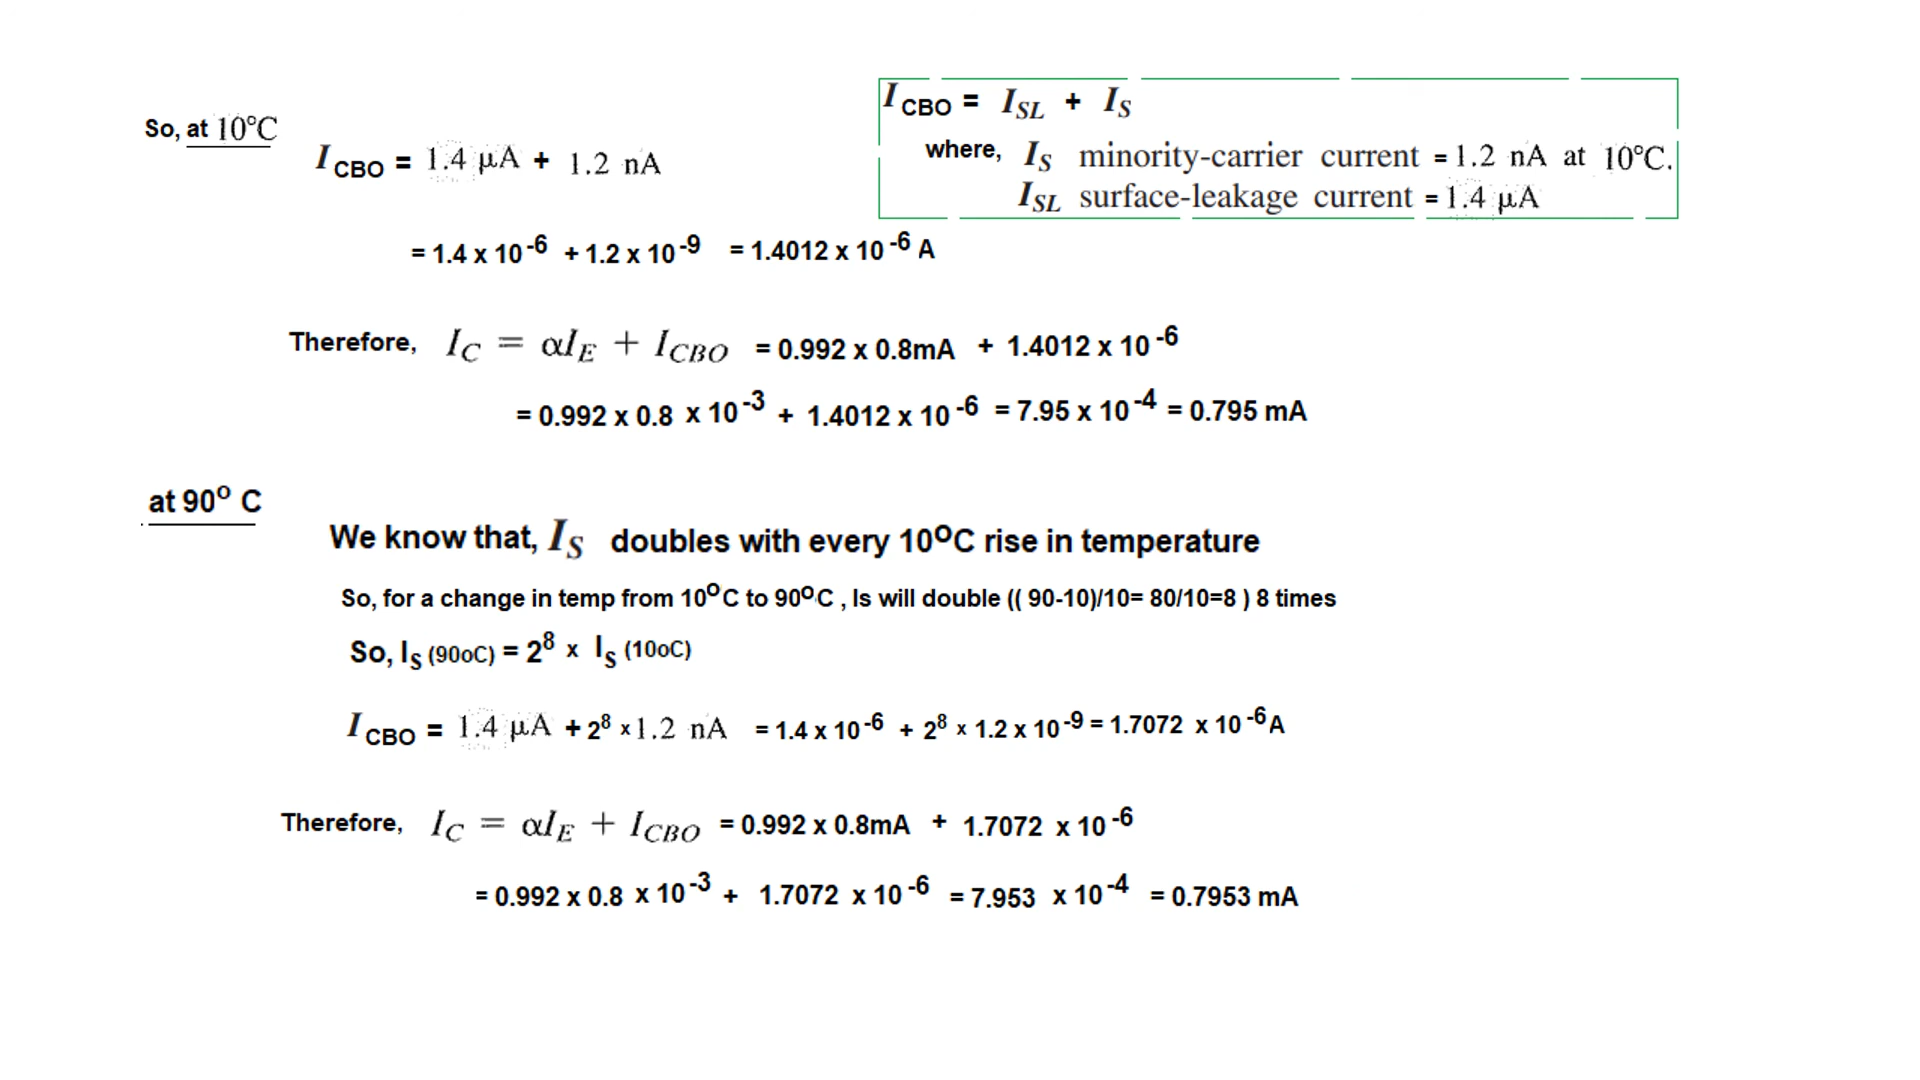 I CBO = I_SL + I_S
So, at 10°C
where, I_S minority-carrier current = 1.2 nA at 10°C.
I CBO = 1.4 μA + 1.2 nA
I_SL surface-leakage current = 1.4 μA
= 1.4 x 10^-6 + 1.2 x 10^-9 = 1.4012 x 10^-6 A
Therefore, I_C = αI_E + I_CBO = 0.992 x 0.8mA + 1.4012 x 10^-6
= 0.992 x 0.8 x 10^-3 + 1.4012 x 10^-6 = 7.95 x 10^-4 = 0.795 mA
at 90° C
We know that, I_S doubles with every 10°C rise in temperature
So, for a change in temp from 10°C to 90°C , Is will double (( 90-10)/10= 80/10=8 ) 8 times
So, I_S (90oC) = 2^8 x I_S (10oC)
I CBO = 1.4 μA + 2^8 x 1.2 nA = 1.4 x 10^-6 + 2^8 x 1.2 x 10^-9 = 1.7072 x 10^-6 A
Therefore, I_C = αI_E + I_CBO = 0.992 x 0.8mA + 1.7072 x 10^-6
= 0.992 x 0.8 x 10^-3 + 1.7072 x 10^-6 = 7.953 x 10^-4 = 0.7953 mA